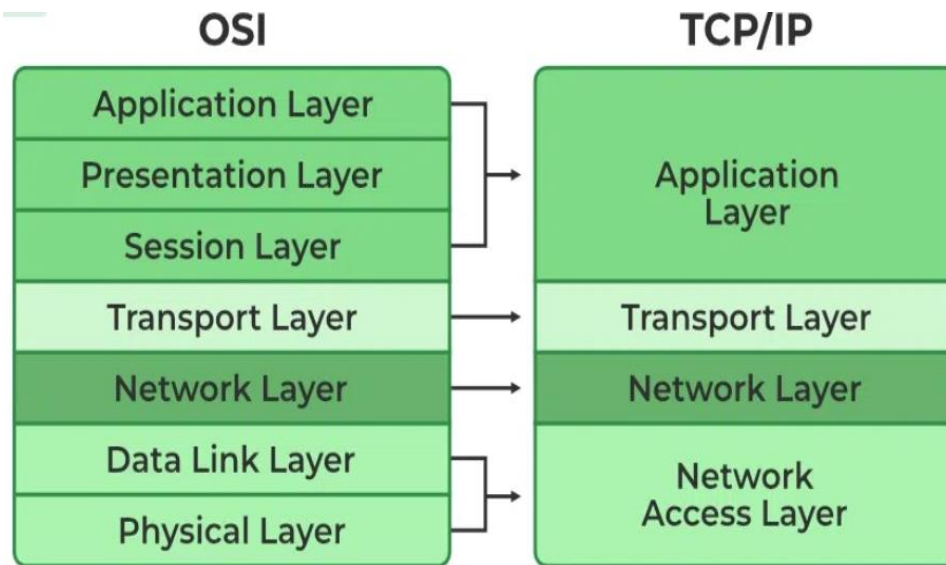 OSI
Application Layer
Presentation Layer
Session Layer
Transport Layer
Network Layer
Data Link Layer
Physical Layer
TCP/IP
Application
Layer
Transport Layer
Network Layer
Network
Access Layer